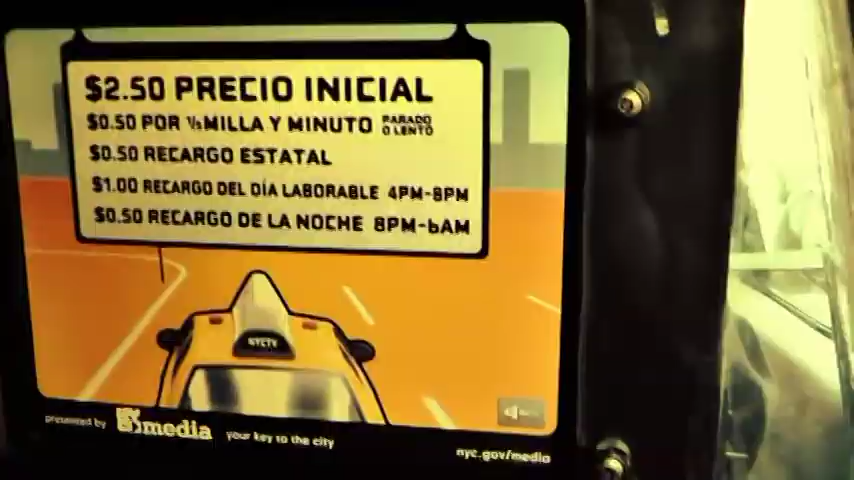 $2.50 PRECIO INICIAL
$0.50 POR ⅕ MILLA Y MINUTO PARADO O LENTO
$0.50 RECARGO ESTATAL
$1.00 RECARGO DEL DÍA LABORABLE 4PM-8PM
$0.50 RECARGO DE LA NOCHE 8PM-6AM
NYCTV
presented by NYC media your key to the city
nyc.gov/media